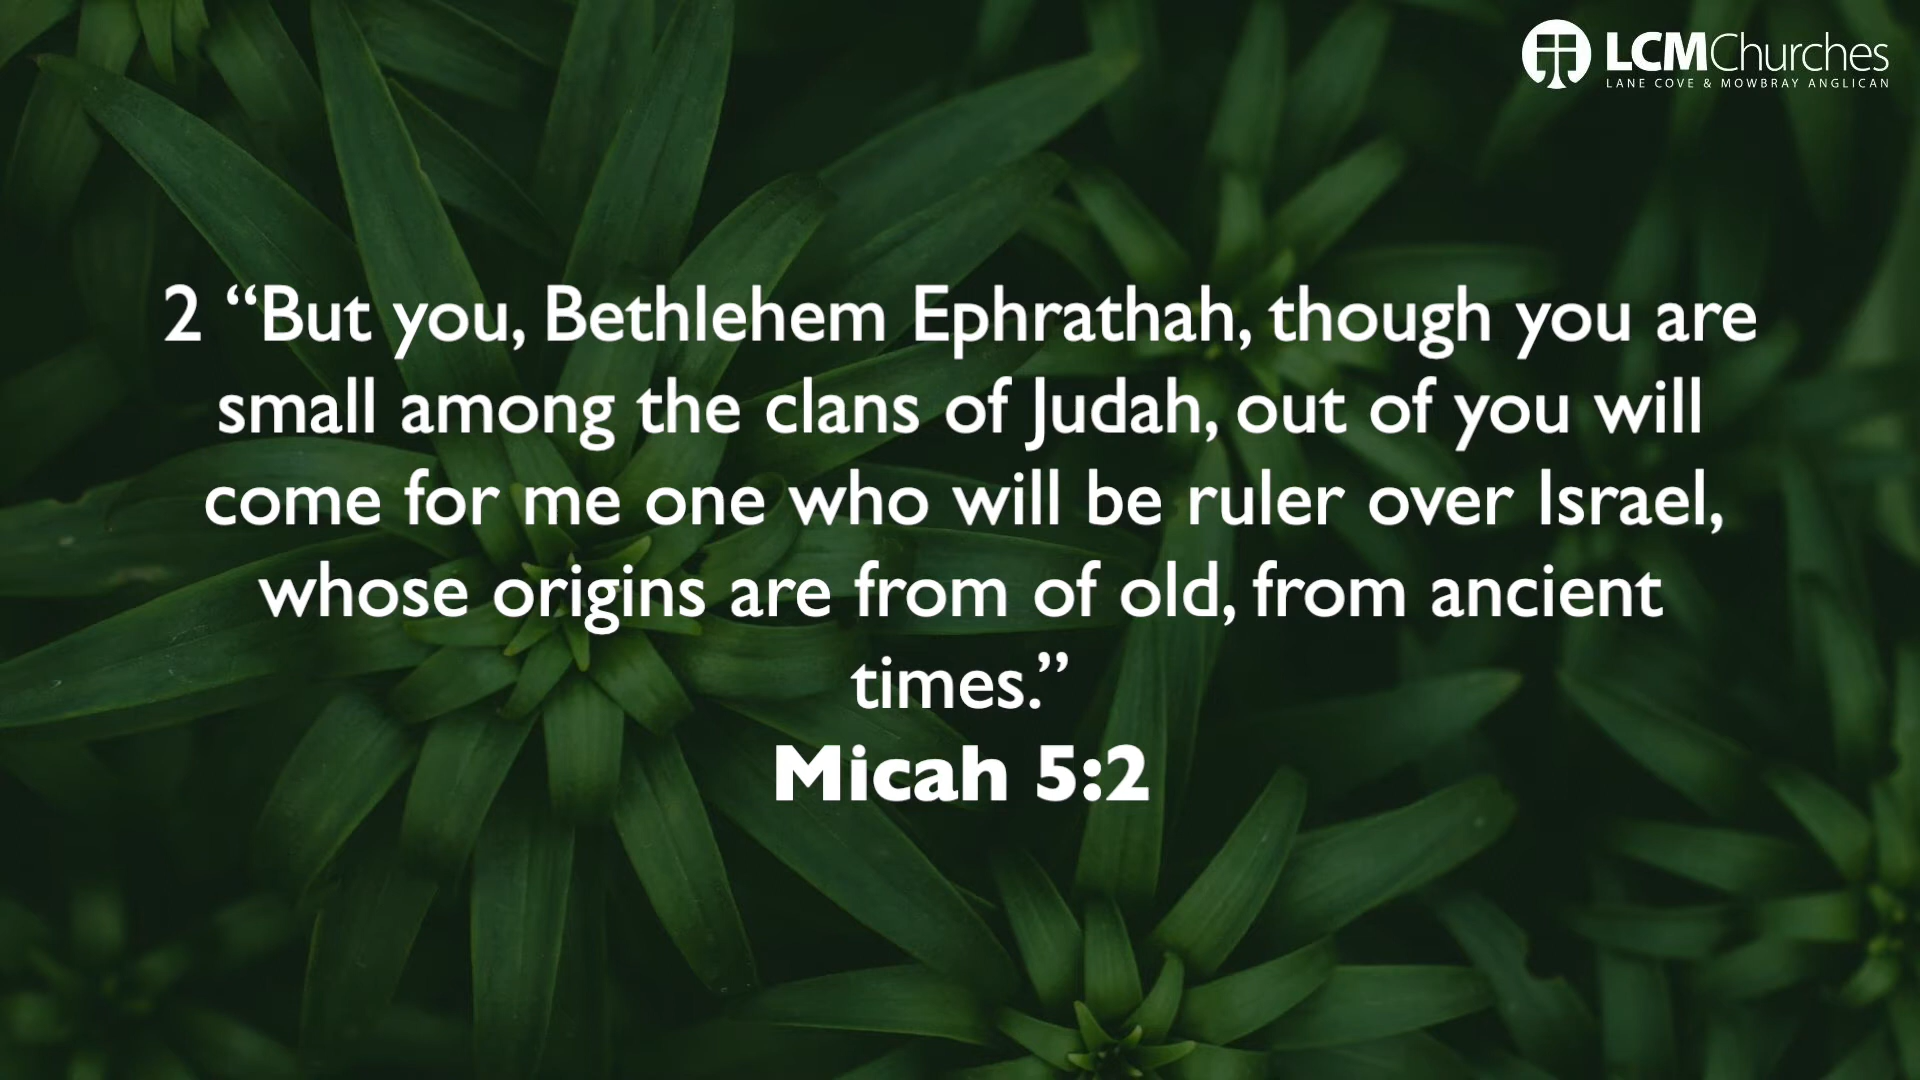 LCMChurches
LANE COVE & MOWBRAY ANGLICAN
2 “But you, Bethlehem Ephrathah, though you are
small among the clans of Judah, out of you will
come for me one who will be ruler over Israel,
whose origins are from of old, from ancient
times.”
Micah 5:2